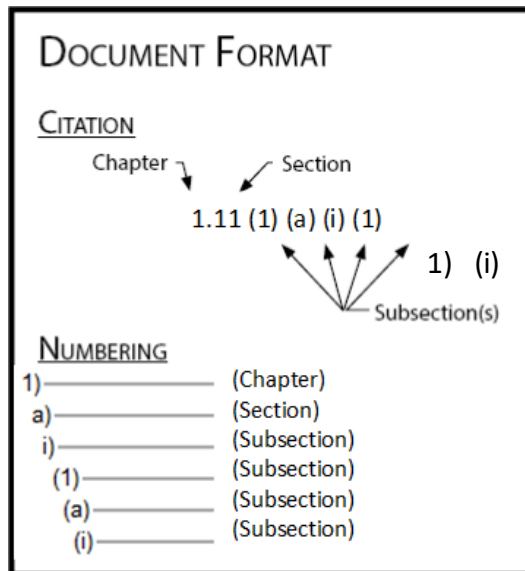 DOCUMENT FORMAT
CITATION
Chapter Section
1.11 (1) (a) (i) (1)
1) (i)
Subsection(s)
NUMBERING
1) (Chapter)
a) (Section)
i) (Subsection)
(1) (Subsection)
(a) (Subsection)
(i) (Subsection)